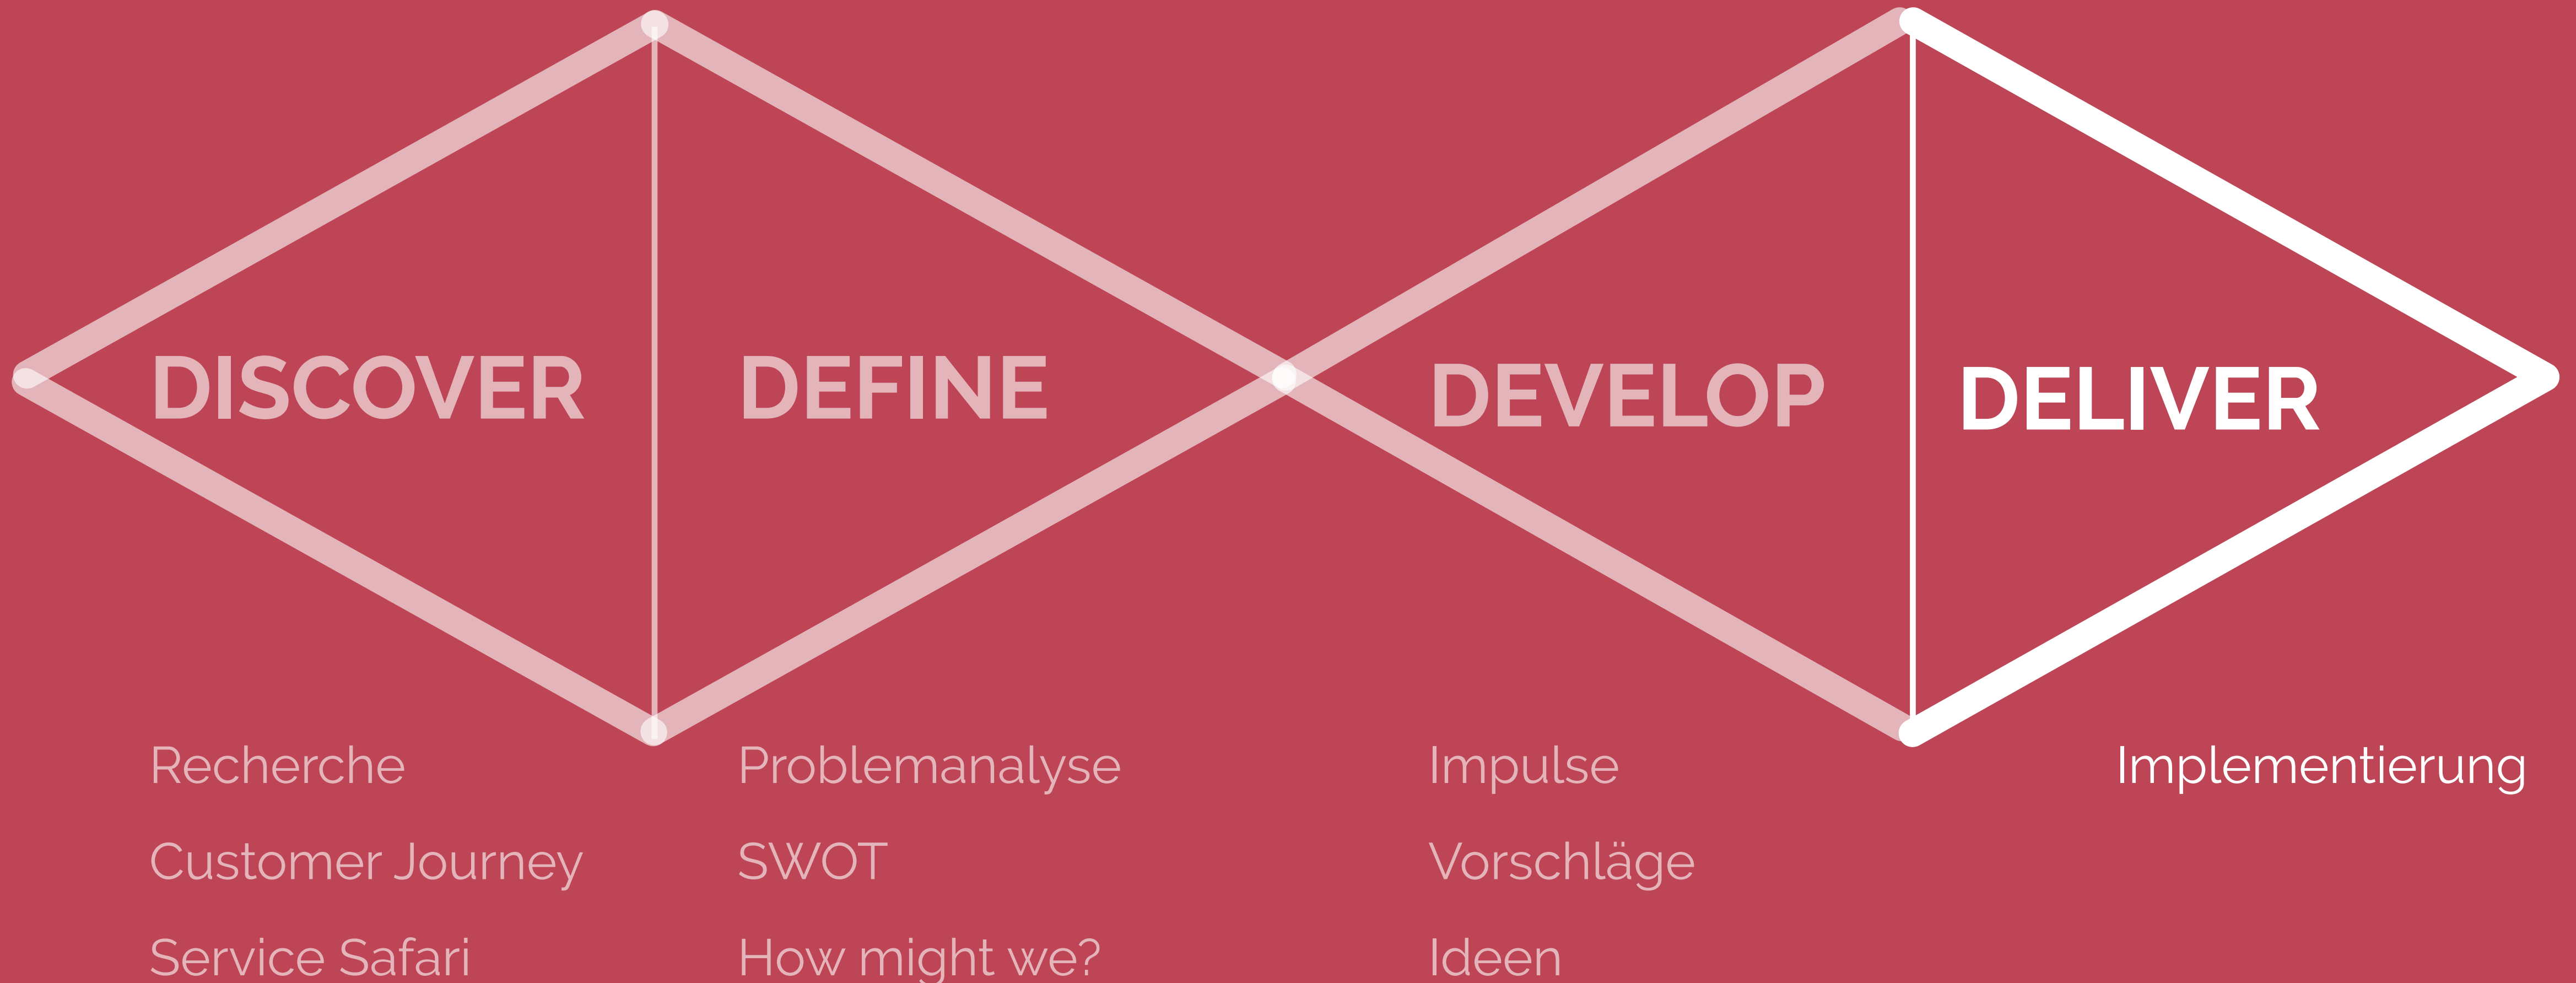 DISCOVER
DEFINE
DEVELOP
DELIVER
Recherche
Customer Journey
Service Safari
Problemanalyse
SWOT
How might we?
Impulse
Vorschläge
Ideen
Implementierung